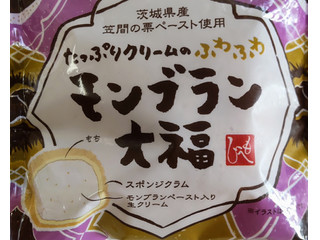 茨城県産
笠間の栗ペースト使用
たっぷりクリームのふわふわ
モンブラン
大福
もち
スポンジクラム
モンブランペースト入り
生クリーム